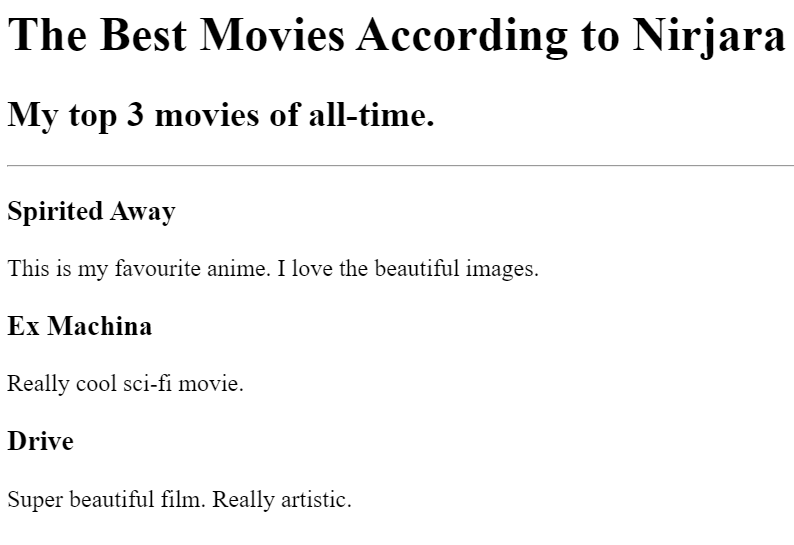 The Best Movies According to Nirjara
My top 3 movies of all-time.
Spirited Away
This is my favourite anime. I love the beautiful images.
Ex Machina
Really cool sci-fi movie.
Drive
Super beautiful film. Really artistic.